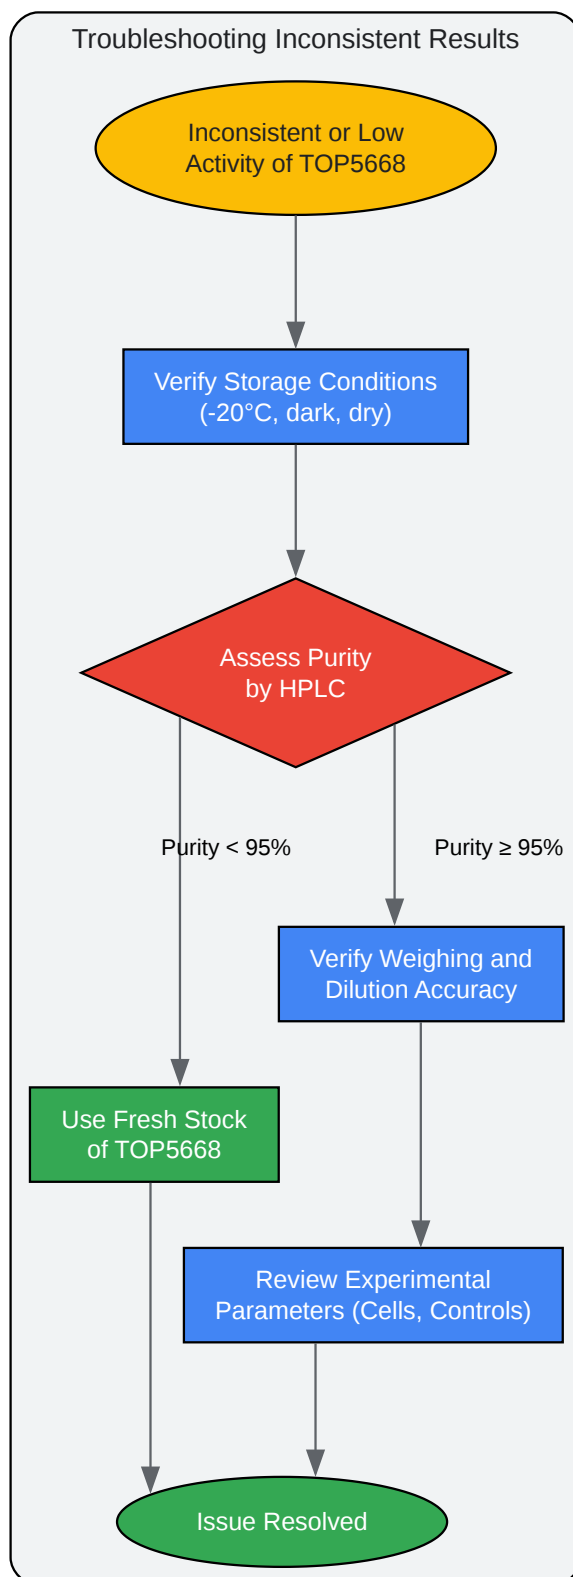 Troubleshooting Inconsistent Results
Inconsistent or Low
Activity of TOP5668
Verify Storage Conditions
(-20°C, dark, dry)
Assess Purity
by HPLC
Purity < 95%
Purity ≥ 95%
Verify Weighing and
Dilution Accuracy
Use Fresh Stock
of TOP5668
Review Experimental
Parameters (Cells, Controls)
Issue Resolved